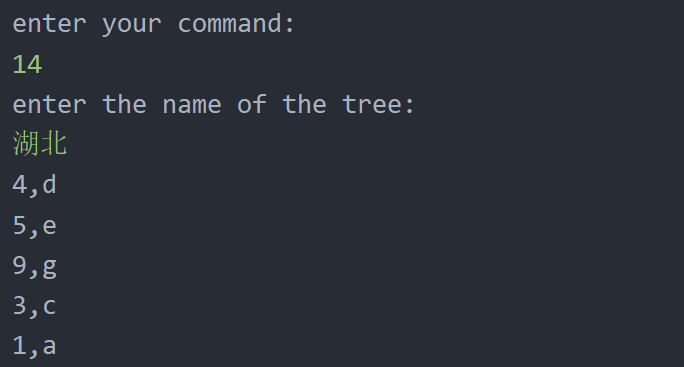 enter your command:
14
enter the name of the tree:
湖北
4,d
5,e
9,g
3,c
1,a